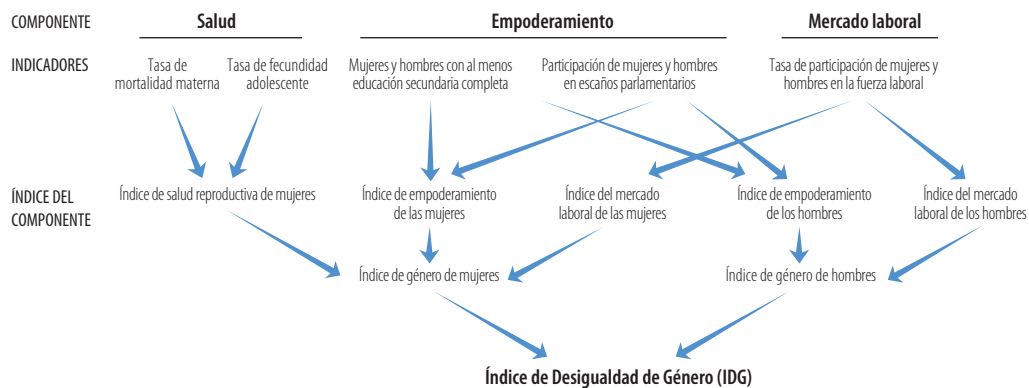 COMPONENTE
Salud
Empoderamiento
Mercado laboral
INDICADORES
Tasa de
mortalidad materna
Tasa de fecundidad
adolescente
Mujeres y hombres con al menos
educación secundaria completa
Participación de mujeres y hombres
en escaños parlamentarios
Tasa de participación de mujeres y
hombres en la fuerza laboral
ÍNDICE DEL
COMPONENTE
Índice de salud reproductiva de mujeres
Índice de empoderamiento
de las mujeres
Índice del mercado
laboral de las mujeres
Índice de empoderamiento
de los hombres
Índice del mercado
laboral de los hombres
Índice de género de mujeres
Índice de género de hombres
Índice de Desigualdad de Género (IDG)